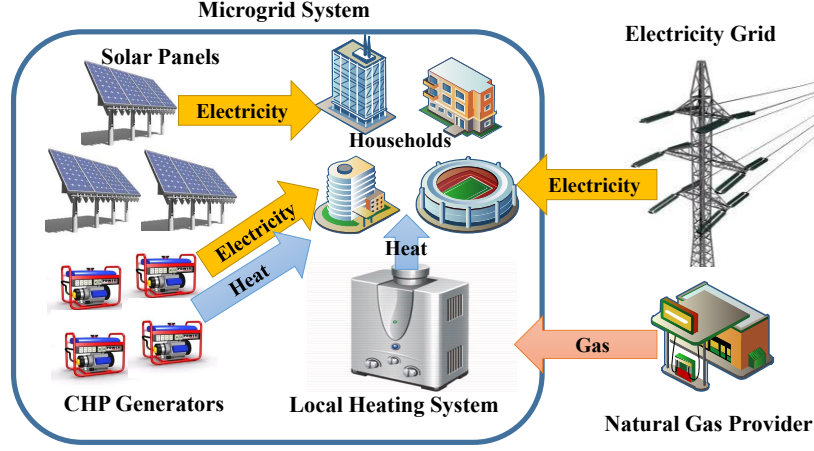 Microgrid System
Solar Panels
Electricity Grid
Electricity
Households
Electricity
Electricity
Heat
Heat
Gas
CHP Generators
Local Heating System
Natural Gas Provider